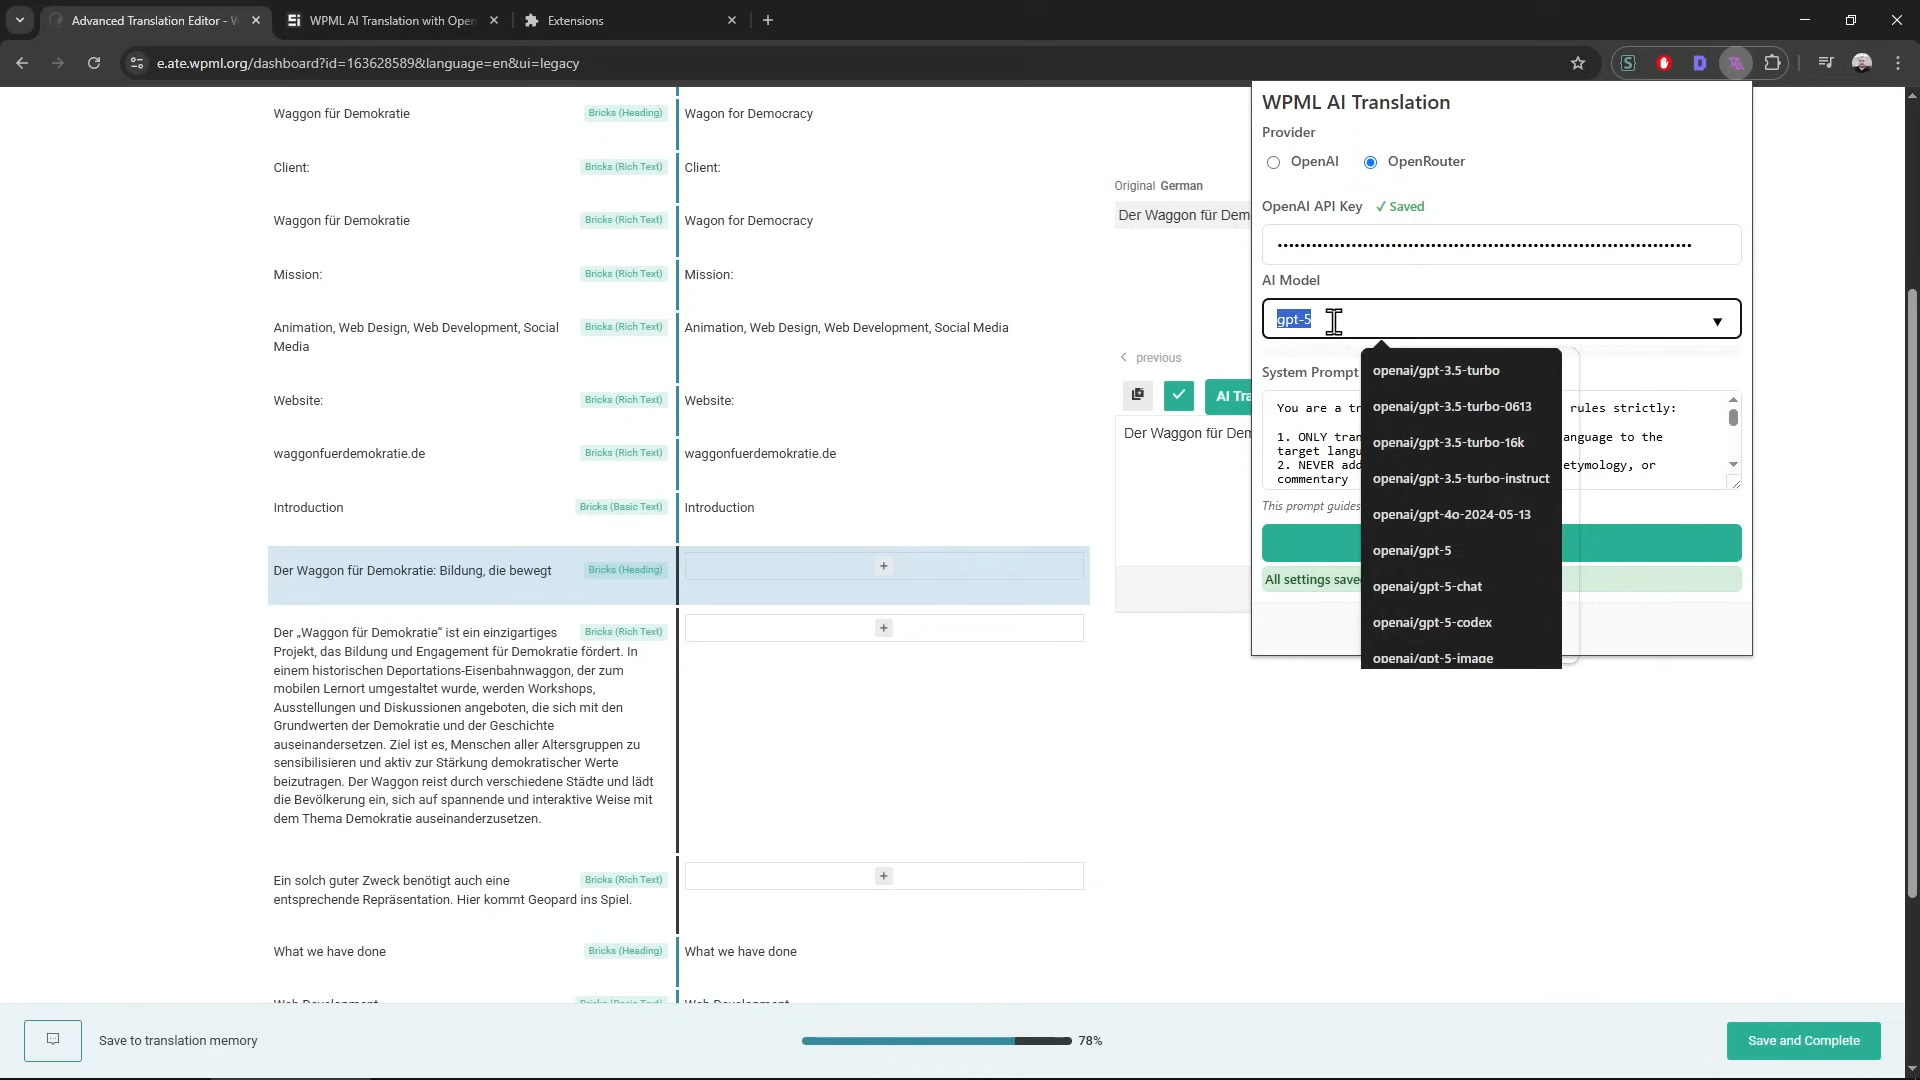 Advanced Translation Editor - W
WPML AI Translation with Open
Extensions
e.ate.wpml.org/dashboard?id=163628589&language=en&ui=legacy
Waggon für Demokratie
Bricks (Heading)
Wagon for Democracy
Client:
Bricks (Rich Text)
Client:
Waggon für Demokratie
Bricks (Rich Text)
Wagon for Democracy
Mission:
Bricks (Rich Text)
Mission:
Animation, Web Design, Web Development, Social
Media
Bricks (Rich Text)
Animation, Web Design, Web Development, Social Media
Website:
Bricks (Rich Text)
Website:
waggonfuerdemokratie.de
Bricks (Rich Text)
waggonfuerdemokratie.de
Introduction
Bricks (Basic Text)
Introduction
Der Waggon für Demokratie: Bildung, die bewegt
Bricks (Heading)
+
Der „Waggon für Demokratie“ ist ein einzigartiges
Bricks (Rich Text)
+
Projekt, das Bildung und Engagement für Demokratie fördert. In
einem historischen Deportations-Eisenbahnwaggon, der zum
mobilen Lernort umgestaltet wurde, werden Workshops,
Ausstellungen und Diskussionen angeboten, die sich mit den
Grundwerten der Demokratie und der Geschichte
auseinandersetzen. Ziel ist es, Menschen aller Altersgruppen zu
sensibilisieren und aktiv zur Stärkung demokratischer Werte
beizutragen. Der Waggon reist durch verschiedene Städte und lädt
die Bevölkerung ein, sich auf spannende und interaktive Weise mit
dem Thema Demokratie auseinanderzusetzen.
Ein solch guter Zweck benötigt auch eine
Bricks (Rich Text)
+
entsprechende Repräsentation. Hier kommt Geopard ins Spiel.
What we have done
Bricks (Heading)
What we have done
Web Development
Bricks (Basic Text)
Web Development
Original German
Der Waggon für Dem
previous
AI Tra
Der Waggon für Dem
WPML AI Translation
Provider
OpenAI
OpenRouter
OpenAI API Key
✓ Saved
AI Model
gpt-5
openai/gpt-3.5-turbo
openai/gpt-3.5-turbo-0613
openai/gpt-3.5-turbo-16k
openai/gpt-3.5-turbo-instruct
openai/gpt-4o-2024-05-13
openai/gpt-5
openai/gpt-5-chat
openai/gpt-5-codex
openai/gpt-5-image
System Prompt
You are a tr
rules strictly:
1. ONLY tran
anguage to the
target langu
2. NEVER add
etymology, or
commentary
This prompt guides
All settings save
Save to translation memory
78%
Save and Complete